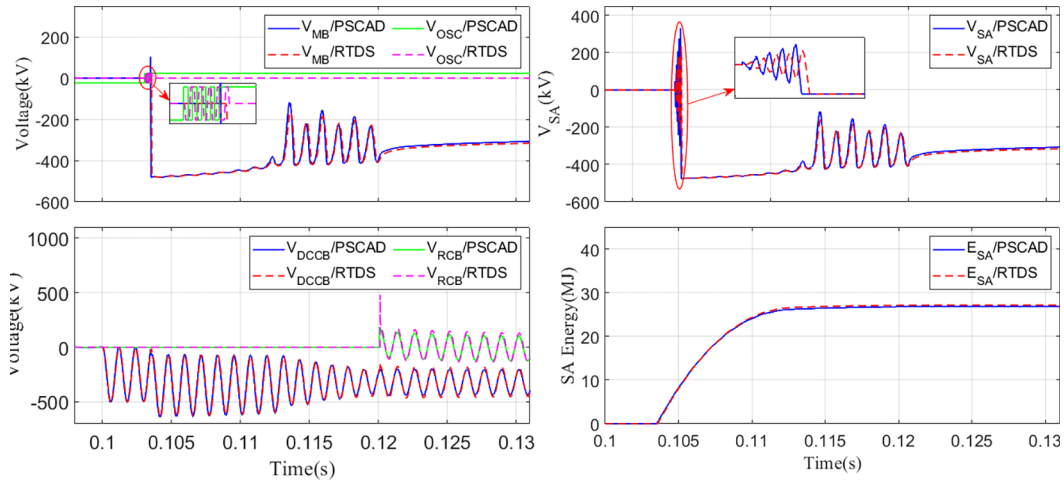 Voltage(kV)
200
0
-200
-400
-600
V_MB/PSCAD V_OSC/PSCAD
V_MB/RTDS V_OSC/RTDS
V_SA(kV)
400
200
0
-200
-400
-600
V_SA/PSCAD
V_SA/RTDS
Voltage(kV)
1000
500
0
-500
V_DCCB/PSCAD V_RCB/PSCAD
V_DCCB/RTDS V_RCB/RTDS
0.1 0.105 0.11 0.115 0.12 0.125 0.13
Time(s)
SA Energy(MJ)
40
30
20
10
0
E_SA/PSCAD
E_SA/RTDS
0.1 0.105 0.11 0.115 0.12 0.125 0.13
Time(s)